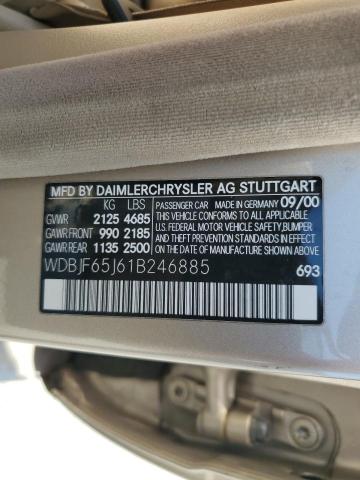 MFD BY DAIMLERCHRYSLER AG STUTTGART
KG LBS PASSENGER CAR MADE IN GERMANY 09/00
GVWR 2125 4685 THIS VEHICLE CONFORMS TO ALL APPLI-
GAWR FRONT 990 2185 CABLE U.S. FEDERAL MOTOR VEHICLE
GAWR REAR 1135 2500 SAFETY, BUMPER AND THEFT PREVENTION STANDARDS IN EFFECT ON THE DATE OF MANUFACTURE SHOWN ABOVE.
WDBJF65J61B246885 693